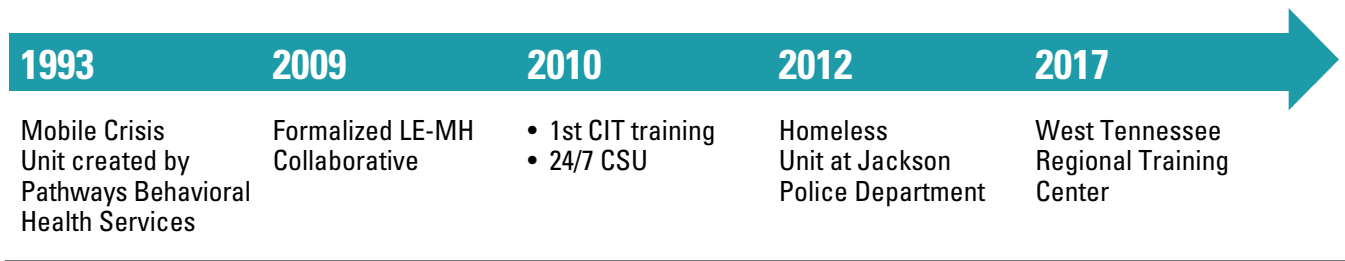 1993
Mobile Crisis
Unit created by
Pathways Behavioral
Health Services
2009
Formalized LE-MH
Collaborative
2010
• 1st CIT training
• 24/7 CSU
2012
Homeless
Unit at Jackson
Police Department
2017
West Tennessee
Regional Training
Center